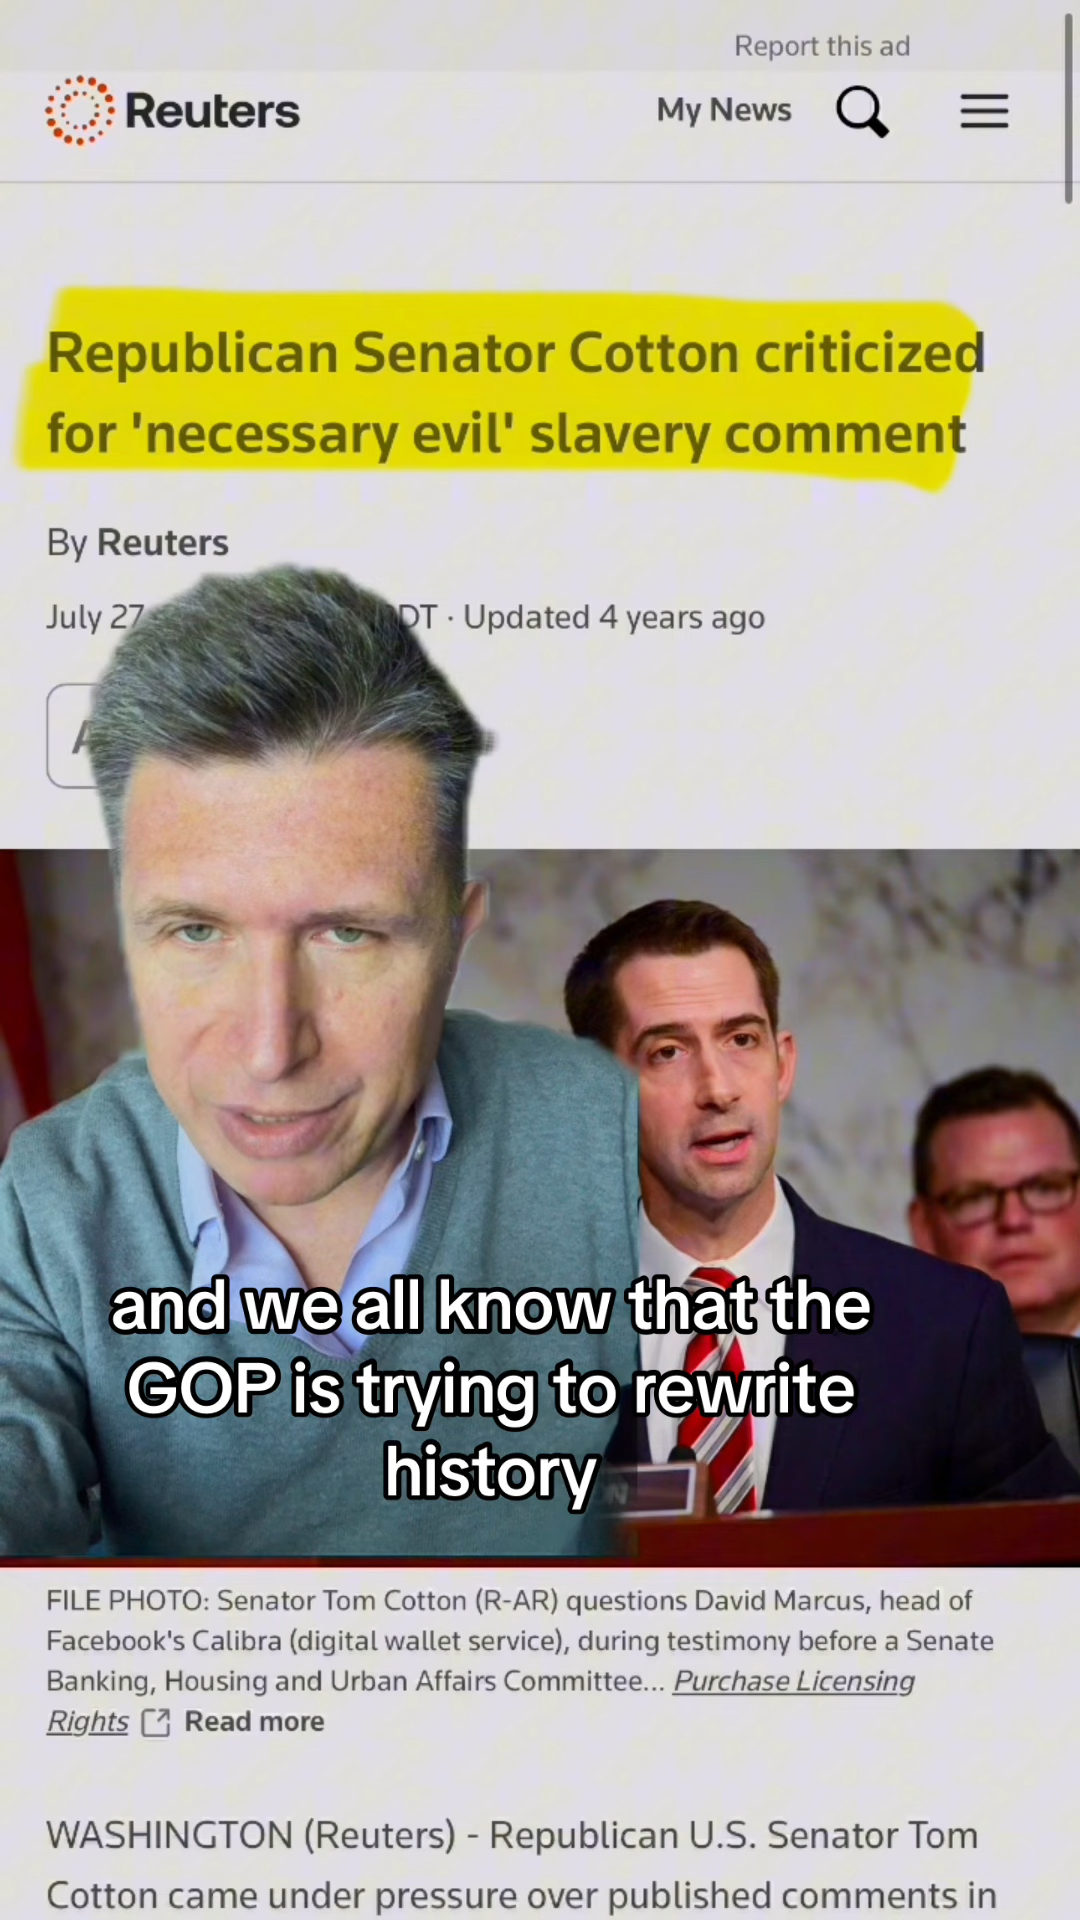 Report this ad
Reuters
My News
Republican Senator Cotton criticized
for 'necessary evil' slavery comment
By Reuters
July 27
DT · Updated 4 years ago
and we all know that the
GOP is trying to rewrite
history
FILE PHOTO: Senator Tom Cotton (R-AR) questions David Marcus, head of
Facebook's Calibra (digital wallet service), during testimony before a Senate
Banking, Housing and Urban Affairs Committee... Purchase Licensing
Rights Read more
WASHINGTON (Reuters) - Republican U.S. Senator Tom
Cotton came under pressure over published comments in